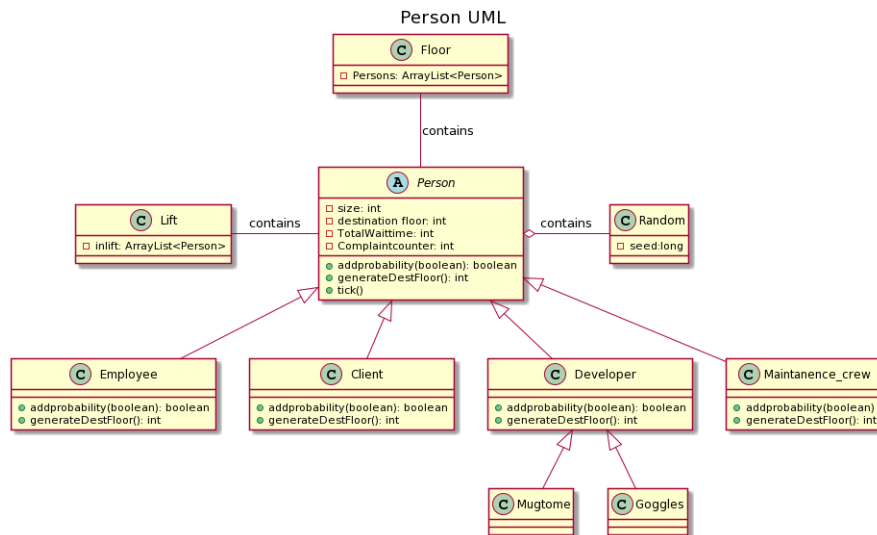 Person UML
C Floor
Persons: ArrayList<Person>
contains
A Person
size: int
destination floor: int
TotalWaittime: int
Complaintcounter: int
addprobability(boolean): boolean
generateDestFloor(): int
tick()
C Lift
inlift: ArrayList<Person>
contains
contains
C Random
seed:long
C Employee
addprobability(boolean): boolean
generateDestFloor(): int
C Client
addprobability(boolean): boolean
generateDestFloor(): int
C Developer
addprobability(boolean): boolean
generateDestFloor(): int
C Maintanence_crew
addprobability(boolean)
generateDestFloor(): int
C Mugtome
C Goggles